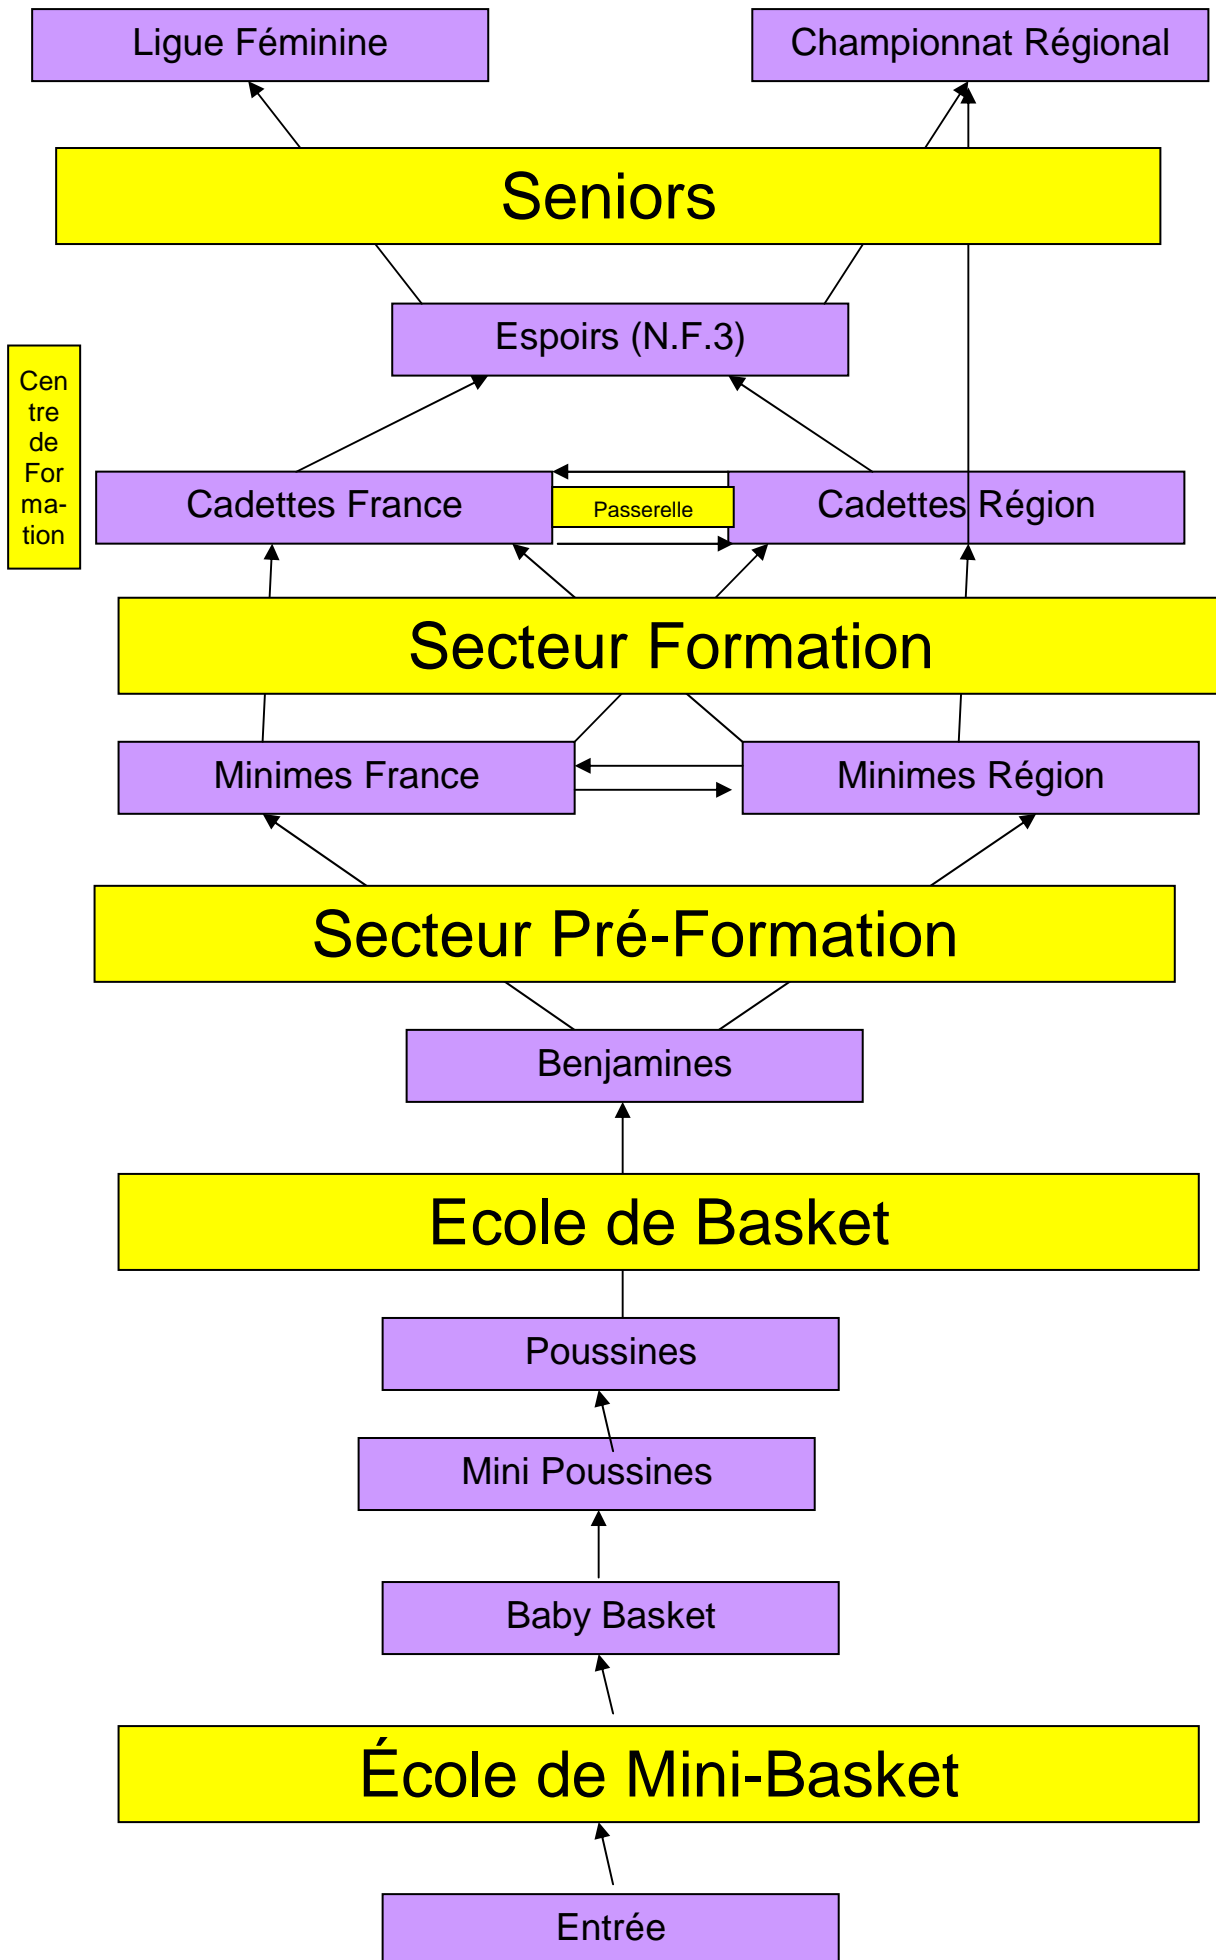 Ligue Féminine
Championnat Régional
Seniors
Espoirs (N.F.3)
Cen
tre
de
For
ma-
tion
Cadettes France
Passerelle
Cadettes Région
Secteur Formation
Minimes France
Minimes Région
Secteur Pré-Formation
Benjamines
Ecole de Basket
Poussines
Mini Poussines
Baby Basket
École de Mini-Basket
Entrée